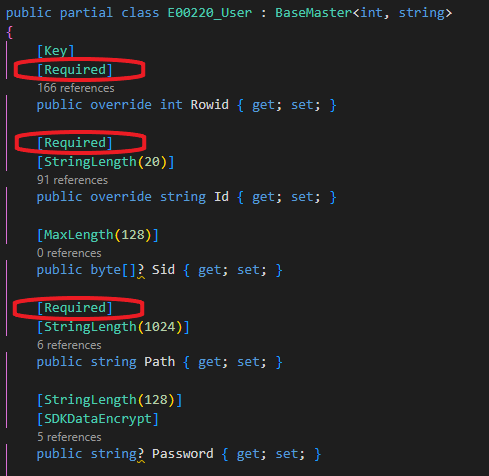 public partial class E00220_User : BaseMaster<int, string>
{
[Key]
[Required]
166 references
public override int Rowid { get; set; }
[Required]
[StringLength(20)]
91 references
public override string Id { get; set; }
[MaxLength(128)]
0 references
public byte[]? Sid { get; set; }
[Required]
[StringLength(1024)]
6 references
public string Path { get; set; }
[StringLength(128)]
[SDKDataEncrypt]
5 references
public string? Password { get; set; }